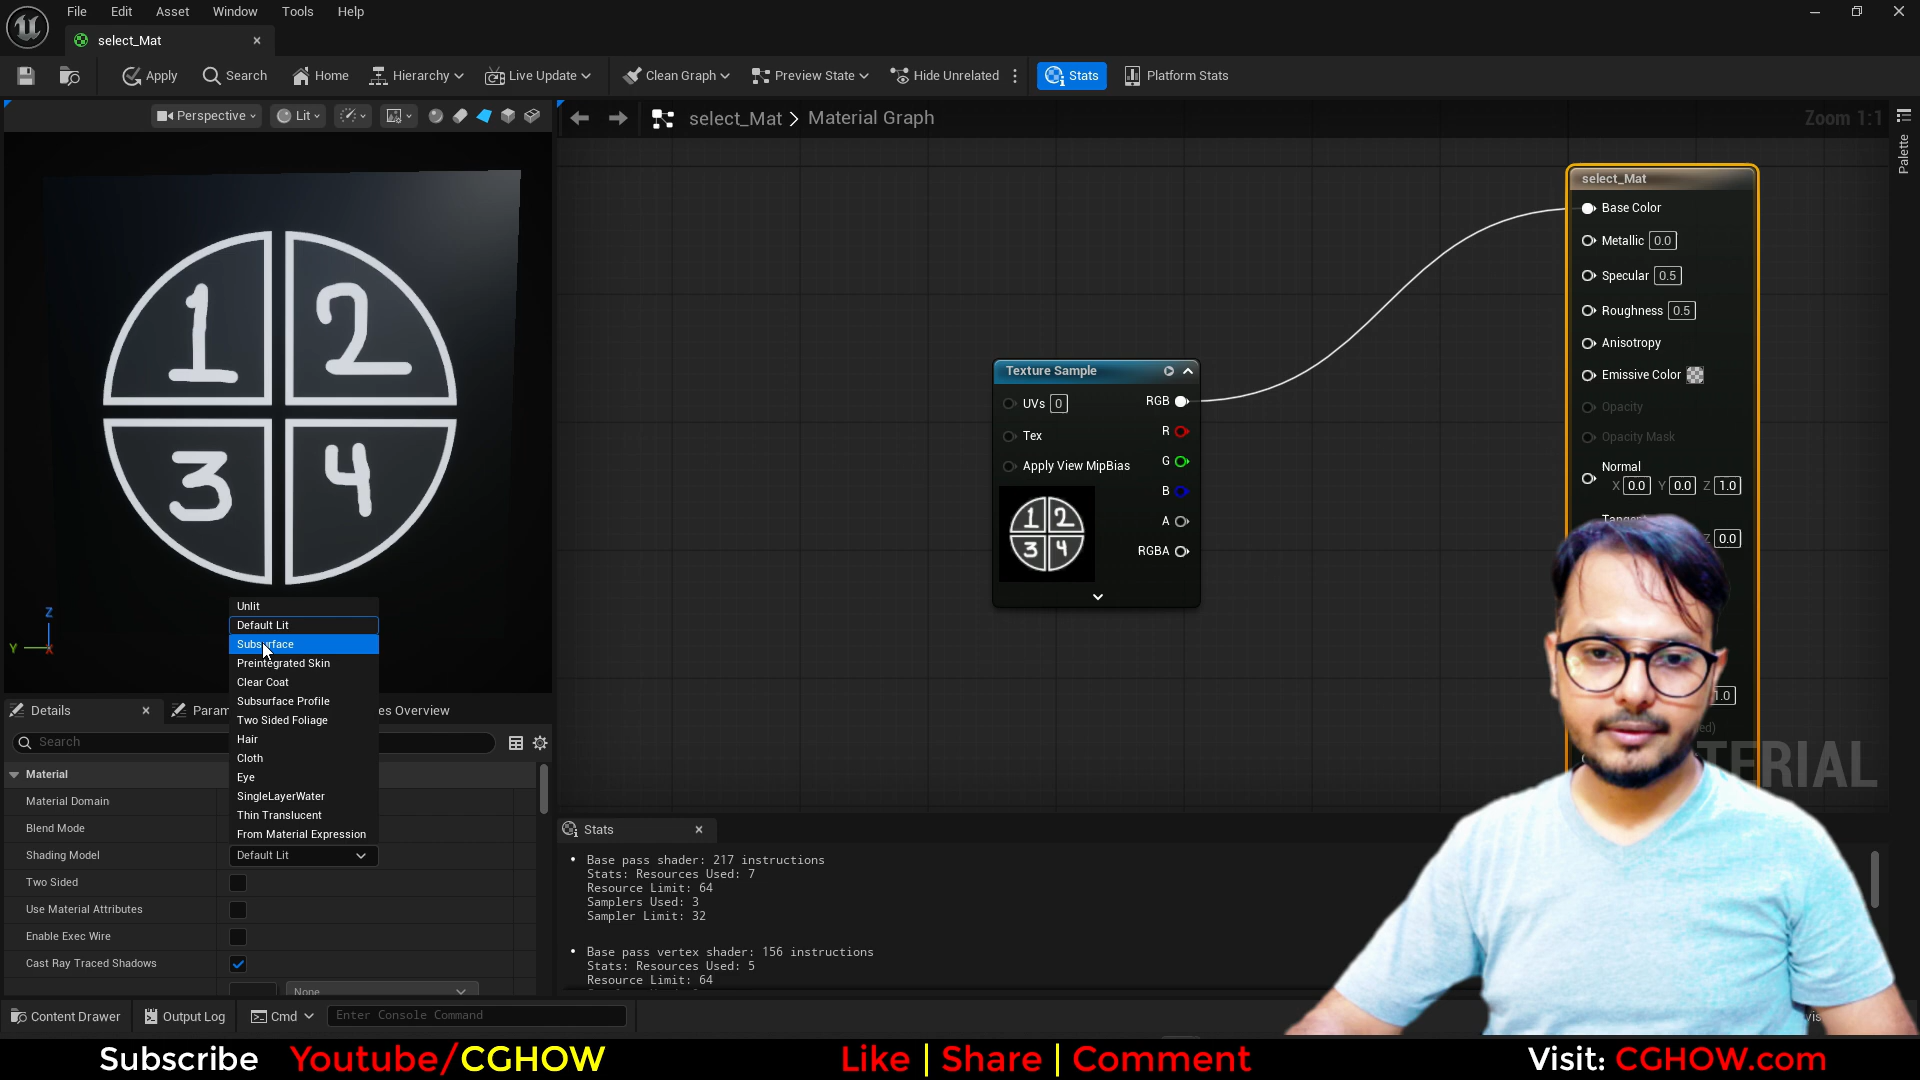 File Edit Asset Window Tools Help
select_Mat
Apply Search Home Hierarchy Live Update Clean Graph Preview State Hide Unrelated Stats Platform Stats
Perspective Lit
select_Mat > Material Graph
Zoom 1:1
Palette
1 2
3 4
Z
Y X
select_Mat
Base Color
Metallic 0.0
Specular 0.5
Roughness 0.5
Anisotropy
Emissive Color
Opacity
Opacity Mask
Normal
X 0.0 Y 0.0 Z 1.0
Z 0.0
1.0
Texture Sample
UVs 0
Tex
Apply View MipBias
RGB
R
G
B
A
RGBA
1 2
3 4
Unlit
Default Lit
Subsurface
Preintegrated Skin
Clear Coat
Subsurface Profile
Two Sided Foliage
Hair
Cloth
Eye
SingleLayerWater
Thin Translucent
From Material Expression
Details Param es Overview
Search
Material
Material Domain
Blend Mode
Shading Model Default Lit
Two Sided
Use Material Attributes
Enable Exec Wire
Cast Ray Traced Shadows
None
TERIAL
Stats
• Base pass shader: 217 instructions
Stats: Resources Used: 7
Resource Limit: 64
Samplers Used: 3
Sampler Limit: 32
• Base pass vertex shader: 156 instructions
Stats: Resources Used: 5
Resource Limit: 64
Content Drawer Output Log Cmd Enter Console Command
Subscribe Youtube/CGHOW Like | Share | Comment Visit: CGHOW.com